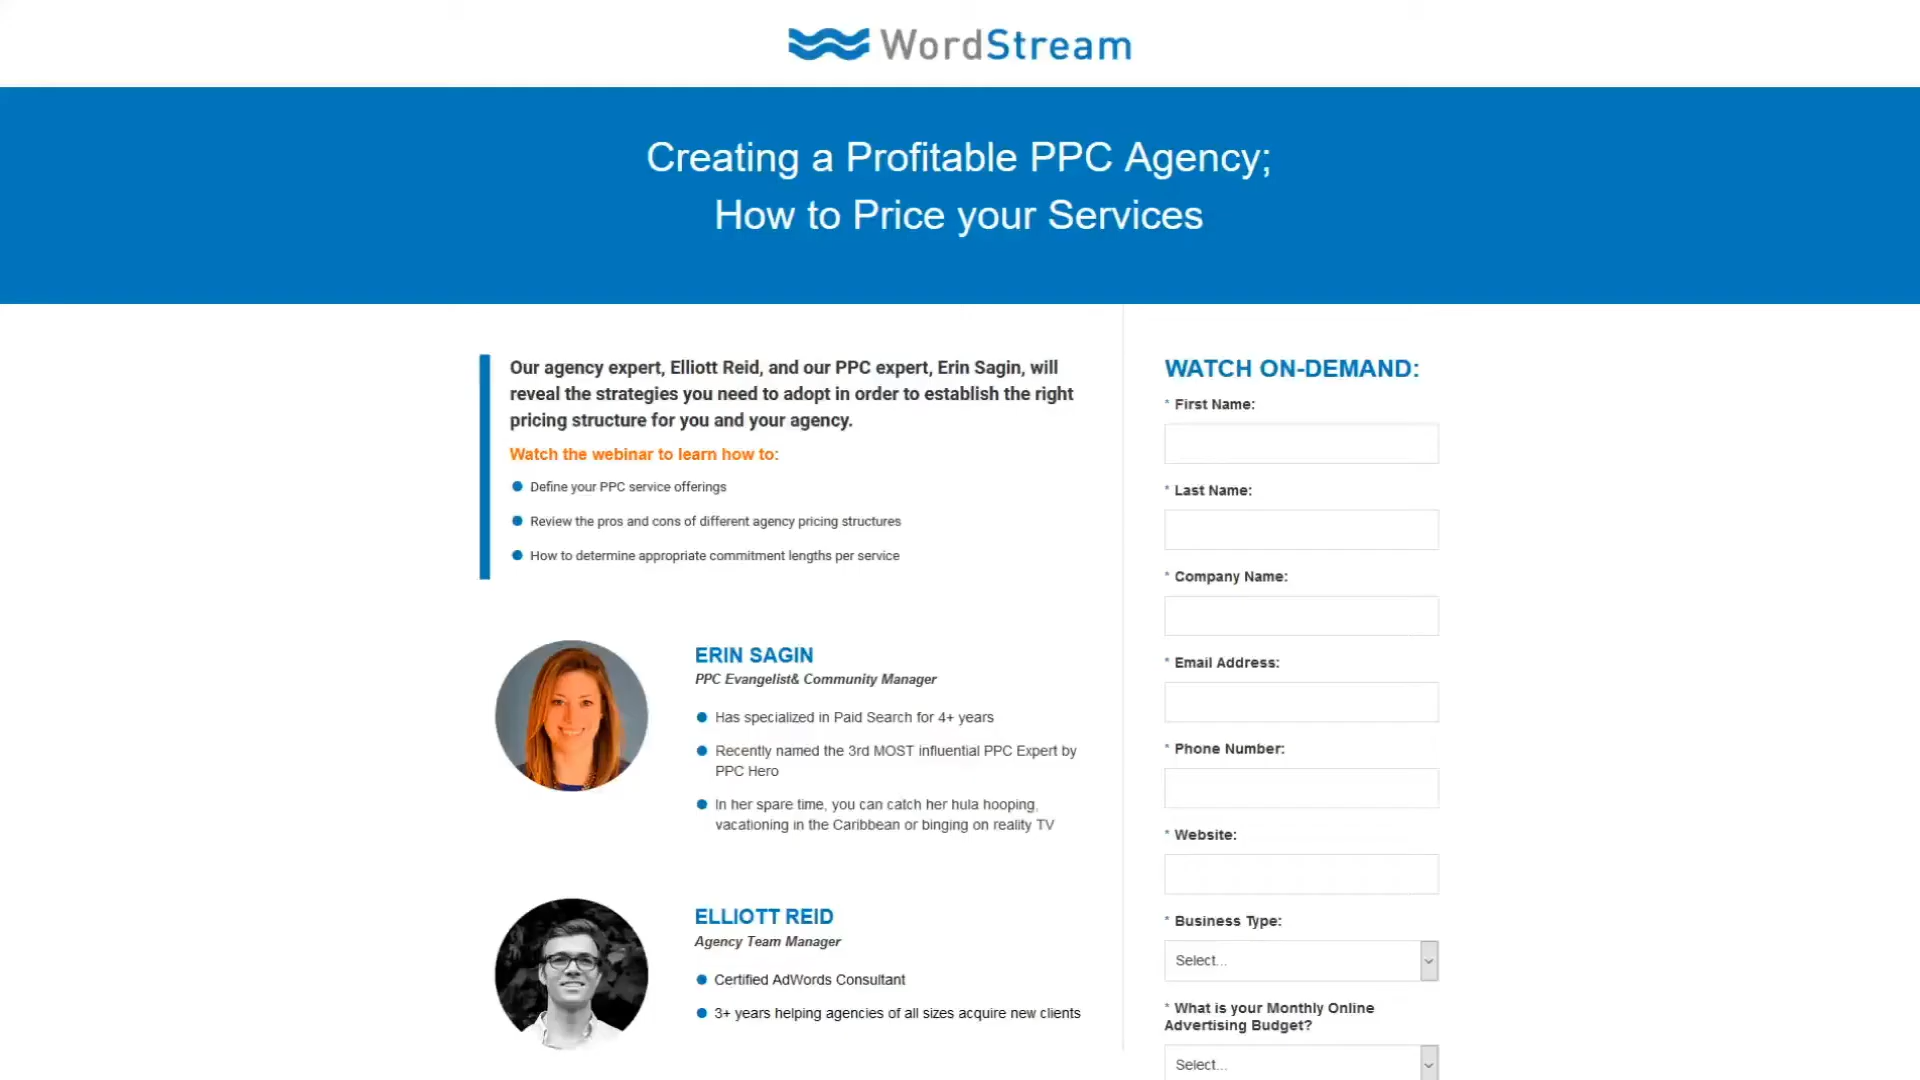 WordStream
Creating a Profitable PPC Agency;
How to Price your Services
Our agency expert, Elliott Reid, and our PPC expert, Erin Sagin, will
reveal the strategies you need to adopt in order to establish the right
pricing structure for you and your agency.
Watch the webinar to learn how to:
Define your PPC service offerings
Review the pros and cons of different agency pricing structures
How to determine appropriate commitment lengths per service
ERIN SAGIN
PPC Evangelist& Community Manager
Has specialized in Paid Search for 4+ years
Recently named the 3rd MOST influential PPC Expert by
PPC Hero
In her spare time, you can catch her hula hooping,
vacationing in the Caribbean or binging on reality TV
ELLIOTT REID
Agency Team Manager
Certified AdWords Consultant
3+ years helping agencies of all sizes acquire new clients
WATCH ON-DEMAND:
* First Name:
* Last Name:
* Company Name:
* Email Address:
* Phone Number:
* Website:
* Business Type:
Select...
* What is your Monthly Online
Advertising Budget?
Select...